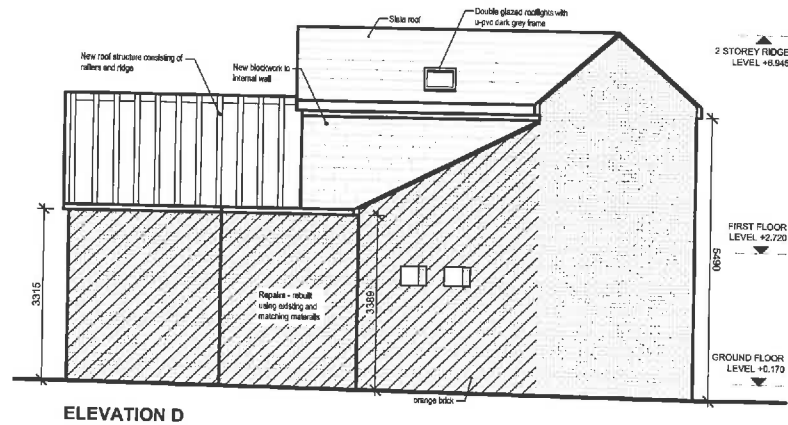 Double glazed rooflights with
u-pvc dark grey frame
Slate roof
2 STOREY RIDGE
LEVEL +6.945
New roof structure consisting of
rafters and ridge
New blockwork to
internal wall
FIRST FLOOR
LEVEL +2.720
5490
3315
3389
Repairs - rebuilt
using existing and
matching materails
GROUND FLOOR
LEVEL +0.170
orange brick
ELEVATION D